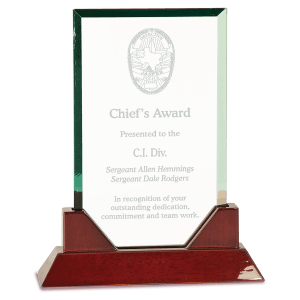 Chief's Award
Presented to the
C.I. Div.
Sergeant Allen Hemmings
Sergeant Dale Rodgers
In recognition of your
outstanding dedication,
commitment and team work.